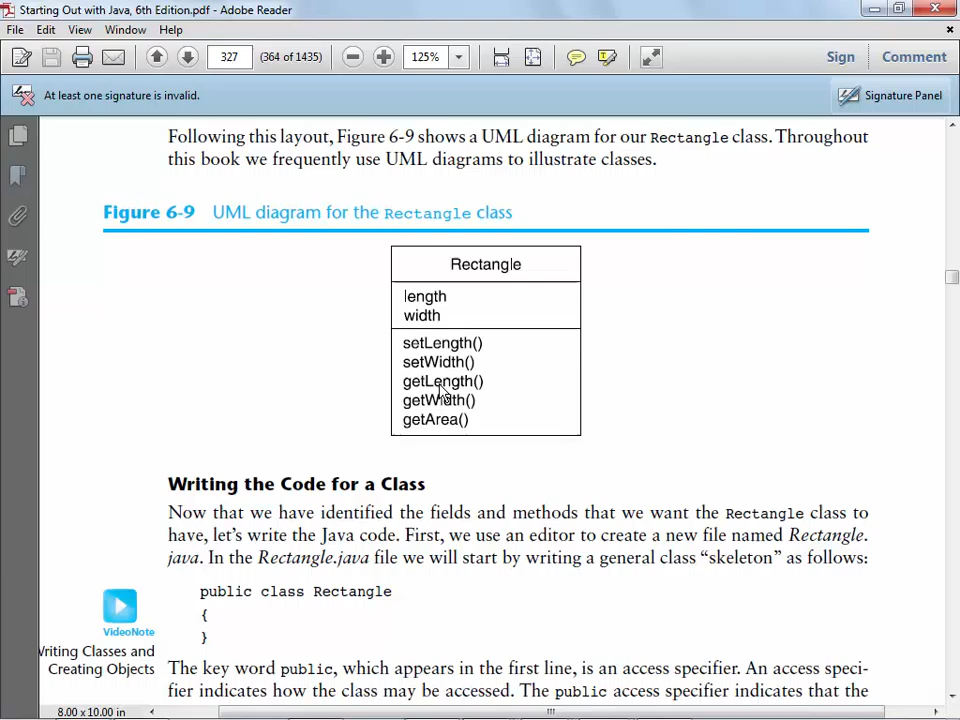 Starting Out with Java, 6th Edition.pdf - Adobe Reader
File Edit View Window Help
327 (364 of 1435) 125% Sign Comment
At least one signature is invalid. Signature Panel
Following this layout, Figure 6-9 shows a UML diagram for our Rectangle class. Throughout
this book we frequently use UML diagrams to illustrate classes.
Figure 6-9 UML diagram for the Rectangle class
Rectangle
length
width
setLength()
setWidth()
getLength()
getWidth()
getArea()
Writing the Code for a Class
Now that we have identified the fields and methods that we want the Rectangle class to
have, let's write the Java code. First, we use an editor to create a new file named Rectangle.
java. In the Rectangle.java file we will start by writing a general class “skeleton” as follows:
public class Rectangle
{
}
VideoNote
Writing Classes and
Creating Objects
The key word public, which appears in the first line, is an access specifier. An access speci-
fier indicates how the class may be accessed. The public access specifier indicates that the
8.00 x 10.00 in